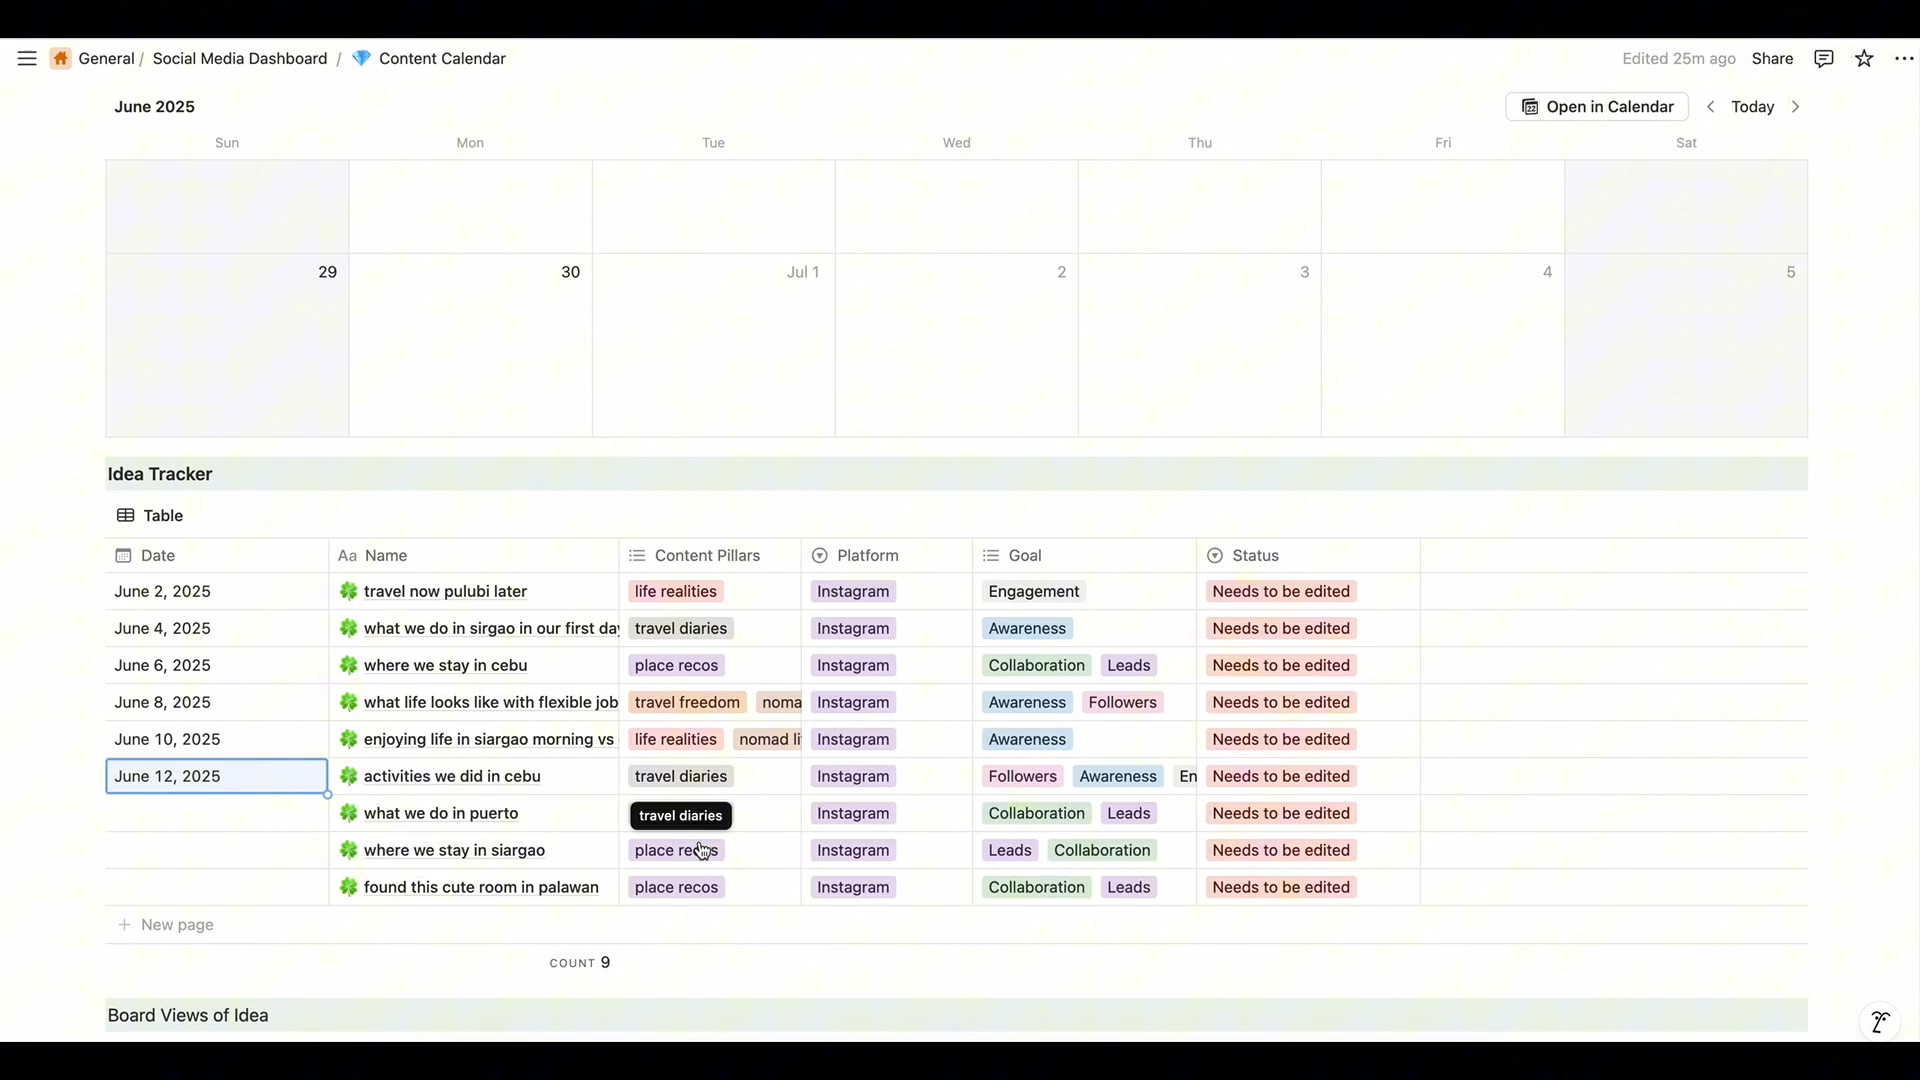 General / Social Media Dashboard / Content Calendar
Edited 25m ago Share
June 2025
Open in Calendar Today
Sun Mon Tue Wed Thu Fri Sat
29 30 Jul 1 2 3 4 5
Idea Tracker
Table
Date Aa Name Content Pillars Platform Goal Status
June 2, 2025 travel now pulubi later life realities Instagram Engagement Needs to be edited
June 4, 2025 what we do in sirgao in our first day travel diaries Instagram Awareness Needs to be edited
June 6, 2025 where we stay in cebu place recos Instagram Collaboration Leads Needs to be edited
June 8, 2025 what life looks like with flexible job travel freedom noma Instagram Awareness Followers Needs to be edited
June 10, 2025 enjoying life in siargao morning vs life realities nomad li Instagram Awareness Needs to be edited
June 12, 2025 activities we did in cebu travel diaries Instagram Followers Awareness En Needs to be edited
what we do in puerto travel diaries Instagram Collaboration Leads Needs to be edited
where we stay in siargao place recos Instagram Leads Collaboration Needs to be edited
found this cute room in palawan place recos Instagram Collaboration Leads Needs to be edited
+ New page
COUNT 9
Board Views of Idea